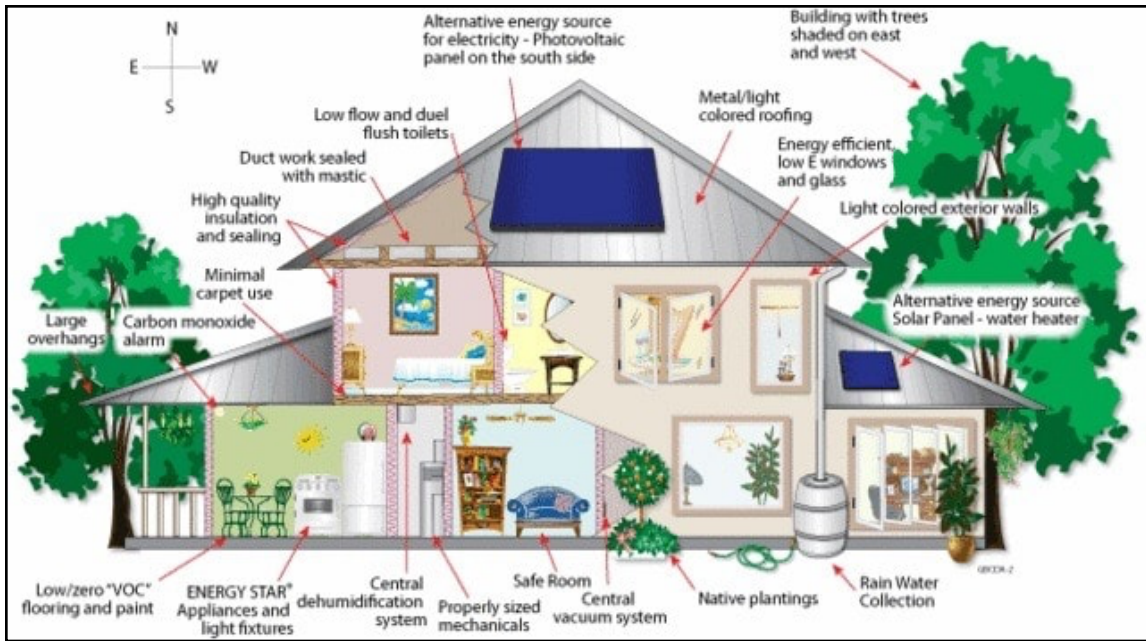 N
E W
S
Alternative energy source
for electricity - Photovoltaic
panel on the south side
Building with trees
shaded on east
and west
Low flow and duel
flush toilets
Metal/light
colored roofing
Duct work sealed
with mastic
Energy efficient,
low E windows
and glass
High quality
insulation
and sealing
Light colored exterior walls
Minimal
carpet use
Alternative energy source
Solar Panel - water heater
Large
overhangs
Carbon monoxide
alarm
Low/zero "VOC"
flooring and paint
ENERGY STAR®
Appliances and
light fixtures
Central
dehumidification
system
Properly sized
mechanicals
Safe Room
Central
vacuum system
Native plantings
Rain Water
Collection